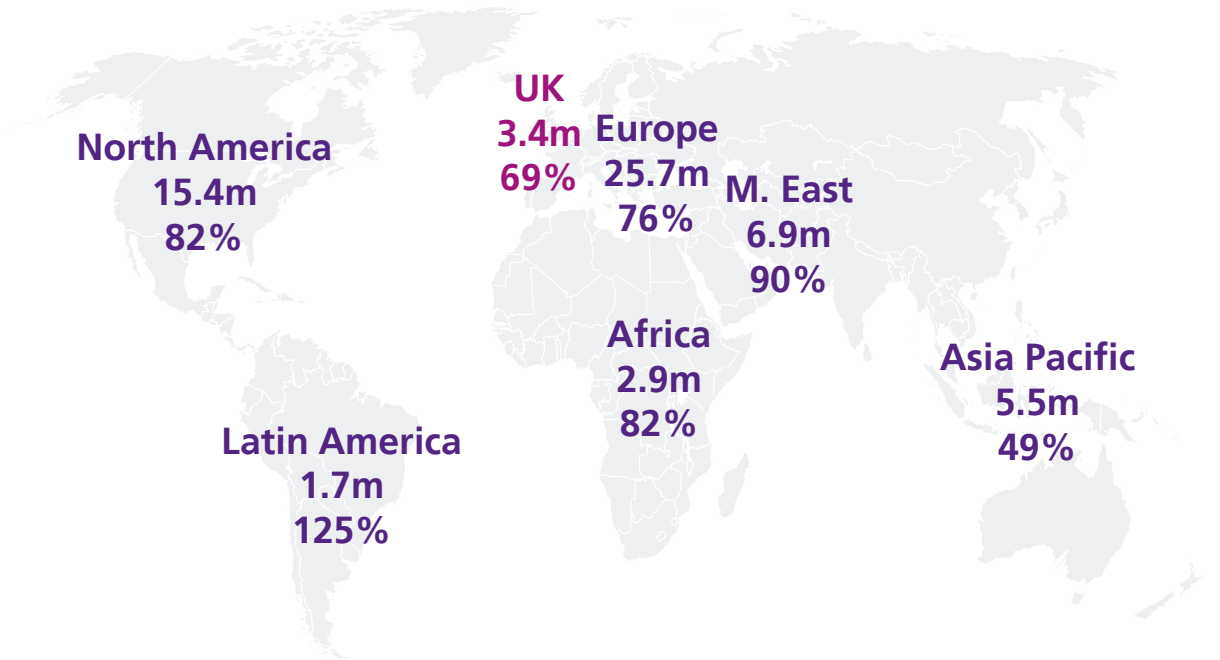 North America
15.4m
82%
UK
3.4m
69%
Europe
25.7m
76%
M. East
6.9m
90%
Africa
2.9m
82%
Asia Pacific
5.5m
49%
Latin America
1.7m
125%